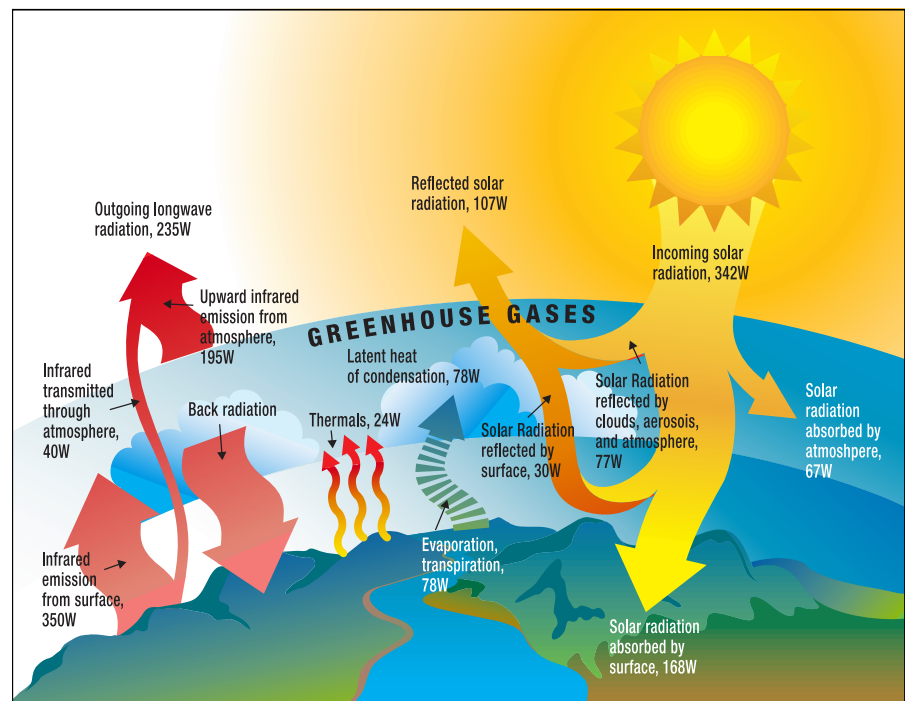 Reflected solar
radiation, 107W
Outgoing longwave
radiation, 235W
Incoming solar
radiation, 342W
Upward infrared
emission from
atmosphere,
195W
GREENHOUSE GASES
Latent heat
of condensation, 78W
Infrared
transmitted
through
atmosphere,
40W
Back radiation
Thermals, 24W
Solar Radiation
reflected by
surface, 30W
Solar Radiation
reflected by
clouds, aerosois,
and atmosphere,
77W
Solar
radiation
absorbed by
atmoshpere,
67W
Infrared
emission
from surface,
350W
Evaporation,
transpiration,
78W
Solar radiation
absorbed by
surface, 168W